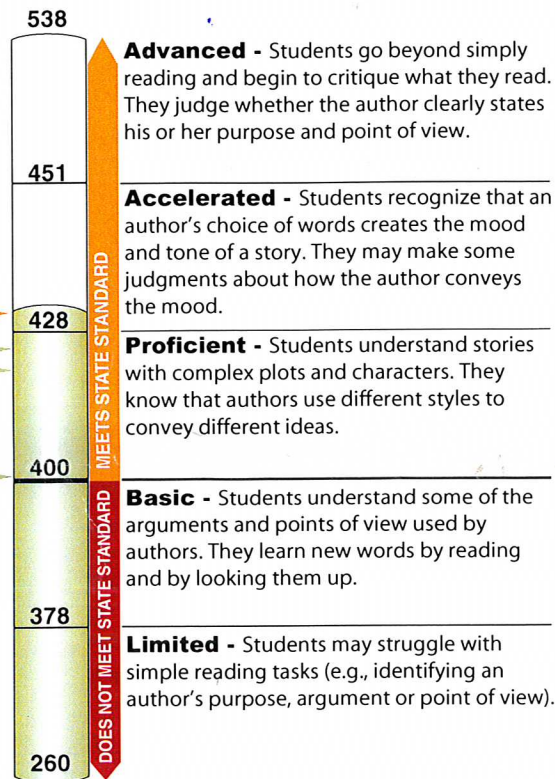 538
Advanced - Students go beyond simply
reading and begin to critique what they read.
They judge whether the author clearly states
his or her purpose and point of view.
451
Accelerated - Students recognize that an
author's choice of words creates the mood
and tone of a story. They may make some
judgments about how the author conveys
the mood.
428
Proficient - Students understand stories
with complex plots and characters. They
know that authors use different styles to
convey different ideas.
MEETS STATE STANDARD
400
Basic - Students understand some of the
arguments and points of view used by
authors. They learn new words by reading
and by looking them up.
378
Limited - Students may struggle with
simple reading tasks (e.g., identifying an
author's purpose, argument or point of view).
DOES NOT MEET STATE STANDARD
260